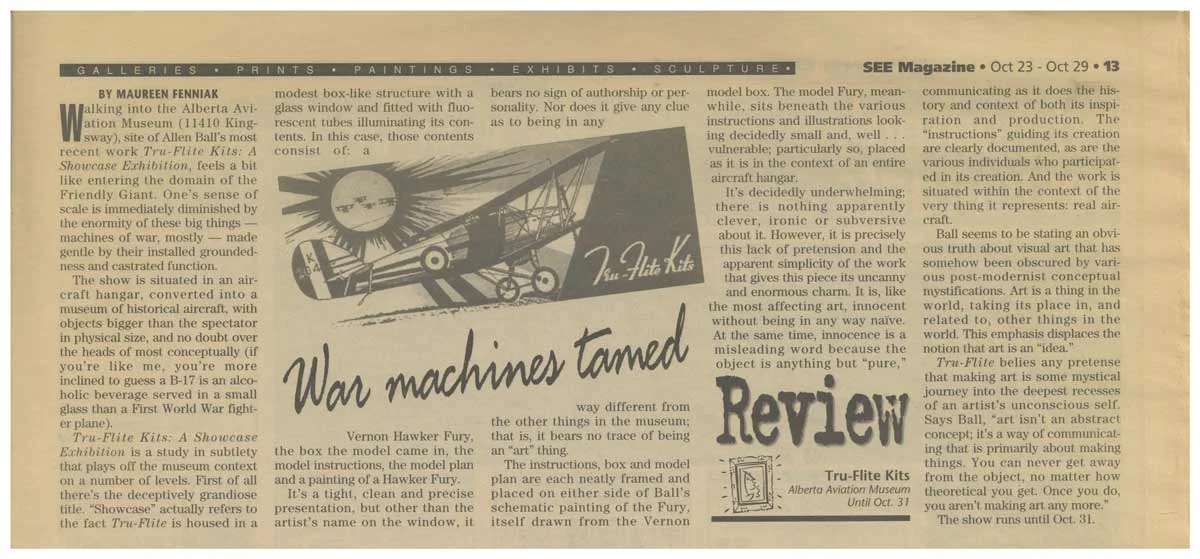 GALLERIES • PRINTS • PAINTINGS • EXHIBITS • SCULPTURE •
SEE Magazine • Oct 23 - Oct 29 • 13
BY MAUREEN FENNIAK
Walking into the Alberta Avi-
ation Museum (11410 King-
sway), site of Allen Ball's most
recent work Tru-Flite Kits: A
Showcase Exhibition, feels a bit
like entering the domain of the
Friendly Giant. One's sense of
scale is immediately diminished by
the enormity of these big things —
machines of war, mostly — made
gentle by their installed grounded-
ness and castrated function.
The show is situated in an air-
craft hangar, converted into a
museum of historical aircraft, with
objects bigger than the spectator
in physical size, and no doubt over
the heads of most conceptually (if
you're like me, you're more
inclined to guess a B-17 is an alco-
holic beverage served in a small
glass than a First World War fight-
er plane).
Tru-Flite Kits: A Showcase
Exhibition is a study in subtlety
that plays off the museum context
on a number of levels. First of all
there's the deceptively grandiose
title. "Showcase" actually refers to
the fact Tru-Flite is housed in a
modest box-like structure with a
glass window and fitted with fluo-
rescent tubes illuminating its con-
tents. In this case, those contents
consist of: a
Vernon Hawker Fury,
the box the model came in, the
model instructions, the model plan
and a painting of a Hawker Fury.
It's a tight, clean and precise
presentation, but other than the
artist's name on the window, it
bears no sign of authorship or per-
sonality. Nor does it give any clue
as to being in any
K
Tru-Flite Kits
War machines tamed
way different from
the other things in the museum;
that is, it bears no trace of being
an "art" thing.
The instructions, box and model
plan are each neatly framed and
placed on either side of Ball's
schematic painting of the Fury,
itself drawn from the Vernon
model box. The model Fury, mean-
while, sits beneath the various
instructions and illustrations look-
ing decidedly small and, well . . .
vulnerable; particularly so, placed
as it is in the context of an entire
aircraft hangar.
It's decidedly underwhelming;
there is nothing apparently
clever, ironic or subversive
about it. However, it is precisely
this lack of pretension and the
apparent simplicity of the work
that gives this piece its uncanny
and enormous charm. It is, like
the most affecting art, innocent
without being in any way naïve.
At the same time, innocence is a
misleading word because the
object is anything but "pure,"
Review
Tru-Flite Kits
Alberta Aviation Museum
Until Oct. 31
communicating as it does the his-
tory and context of both its inspi-
ration and production. The
"instructions" guiding its creation
are clearly documented, as are the
various individuals who participat-
ed in its creation. And the work is
situated within the context of the
very thing it represents: real air-
craft.
Ball seems to be stating an obvi-
ous truth about visual art that has
somehow been obscured by vari-
ous post-modernist conceptual
mystifications. Art is a thing in the
world, taking its place in, and
related to, other things in the
world. This emphasis displaces the
notion that art is an "idea."
Tru-Flite belies any pretense
that making art is some mystical
journey into the deepest recesses
of an artist's unconscious self.
Says Ball, "art isn't an abstract
concept; it's a way of communicat-
ing that is primarily about making
things. You can never get away
from the object, no matter how
theoretical you get. Once you do,
you aren't making art any more."
The show runs until Oct. 31.